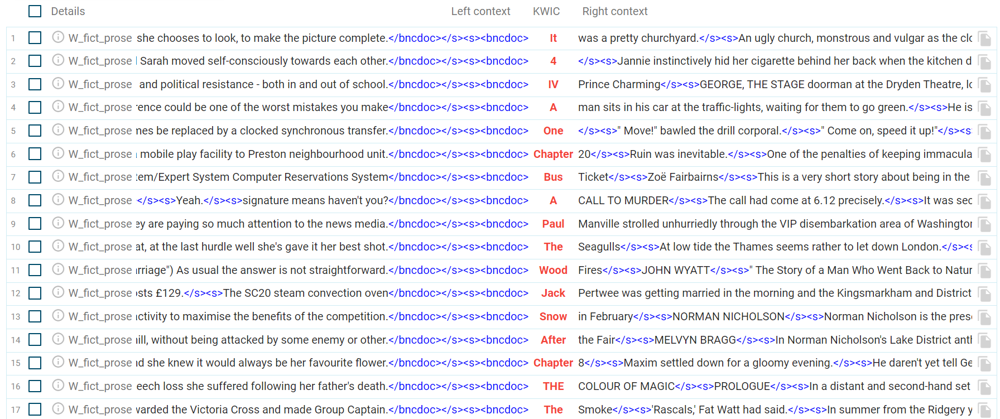 Details Left context KWIC Right context
1 W_fict_prose she chooses to look, to make the picture complete.</bncdoc></s><s><bncdoc> It was a pretty churchyard.</s><s>An ugly church, monstrous and vulgar as the
2 W_fict_prose Sarah moved self-consciously towards each other.</bncdoc></s><s><bncdoc> 4 </s><s>Jannie instinctively hid her cigarette behind her back when the kitchen d
3 W_fict_prose and political resistance - both in and out of school.</bncdoc></s><s><bncdoc> IV Prince Charming</s><s>GEORGE, THE STAGE doorman at the Dryden Theatre,
4 W_fict_prose rence could be one of the worst mistakes you make</bncdoc></s><s><bncdoc> A man sits in his car at the traffic-lights, waiting for them to go green.</s><s>He is
5 W_fict_prose nes be replaced by a clocked synchronous transfer.</bncdoc></s><s><bncdoc> One </s><s>" Move!" bawled the drill corporal.</s><s>" Come on, speed it up!"</s><s
6 W_fict_prose mobile play facility to Preston neighbourhood unit.</bncdoc></s><s><bncdoc> Chapter 20</s><s>Ruin was inevitable.</s><s>One of the penalties of keeping immacula
7 W_fict_prose tem/Expert System Computer Reservations System</bncdoc></s><s><bncdoc> Bus Ticket</s><s>Zoë Fairbairns</s><s>This is a very short story about being in the
8 W_fict_prose </s><s>Yeah.</s><s>signature means haven't you?</bncdoc></s><s><bncdoc> A CALL TO MURDER</s><s>The call had come at 6.12 precisely.</s><s>It was sec
9 W_fict_prose ey are paying so much attention to the news media.</bncdoc></s><s><bncdoc> Paul Manville strolled unhurriedly through the VIP disembarkation area of Washington
10 W_fict_prose at, at the last hurdle well she's gave it her best shot.</bncdoc></s><s><bncdoc> The Seagulls</s><s>At low tide the Thames seems rather to let down London.</s><s
11 W_fict_prose rriage") As usual the answer is not straightforward.</bncdoc></s><s><bncdoc> Wood Fires</s><s>JOHN WYATT</s><s>" The Story of a Man Who Went Back to Natur
12 W_fict_prose sts £129.</s><s>The SC20 steam convection oven</bncdoc></s><s><bncdoc> Jack Pertwee was getting married in the morning and the Kingsmarkham and District
13 W_fict_prose activity to maximise the benefits of the competition.</bncdoc></s><s><bncdoc> Snow in February</s><s>NORMAN NICHOLSON</s><s>Norman Nicholson is the prese
14 W_fict_prose ill, without being attacked by some enemy or other.</bncdoc></s><s><bncdoc> After the Fair</s><s>MELVYN BRAGG</s><s>In Norman Nicholson's Lake District anth
15 W_fict_prose d she knew it would always be her favourite flower.</bncdoc></s><s><bncdoc> Chapter 8</s><s>Maxim settled down for a gloomy evening.</s><s>He daren't yet tell Ge
16 W_fict_prose eech loss she suffered following her father's death.</bncdoc></s><s><bncdoc> THE COLOUR OF MAGIC</s><s>PROLOGUE</s><s>In a distant and second-hand set
17 W_fict_prose warded the Victoria Cross and made Group Captain.</bncdoc></s><s><bncdoc> The Smoke</s><s>'Rascals,' Fat Watt had said.</s><s>In summer from the Ridgery y